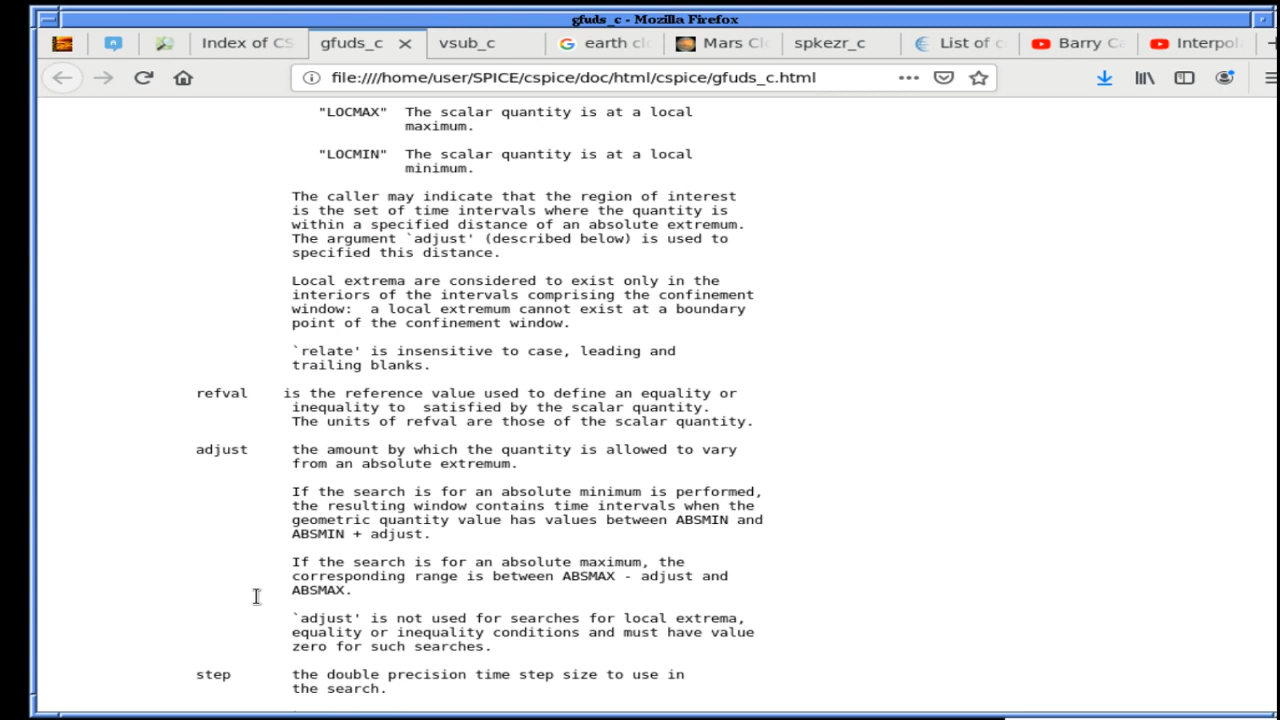 gfuds_c - Mozilla Firefox
Index of CS
gfuds_c
vsub_c
earth cl
Mars Cl
spkezr_c
List of c
Barry Ca
Interpol
file:////home/user/SPICE/cspice/doc/html/cspice/gfuds_c.html
"LOCMAX" The scalar quantity is at a local
maximum.
"LOCMIN" The scalar quantity is at a local
minimum.
The caller may indicate that the region of interest
is the set of time intervals where the quantity is
within a specified distance of an absolute extremum.
The argument `adjust' (described below) is used to
specified this distance.
Local extrema are considered to exist only in the
interiors of the intervals comprising the confinement
window: a local extremum cannot exist at a boundary
point of the confinement window.
`relate' is insensitive to case, leading and
trailing blanks.
refval is the reference value used to define an equality or
inequality to satisfied by the scalar quantity.
The units of refval are those of the scalar quantity.
adjust the amount by which the quantity is allowed to vary
from an absolute extremum.
If the search is for an absolute minimum is performed,
the resulting window contains time intervals when the
geometric quantity value has values between ABSMIN and
ABSMIN + adjust.
If the search is for an absolute maximum, the
corresponding range is between ABSMAX - adjust and
ABSMAX.
`adjust' is not used for searches for local extrema,
equality or inequality conditions and must have value
zero for such searches.
step the double precision time step size to use in
the search.